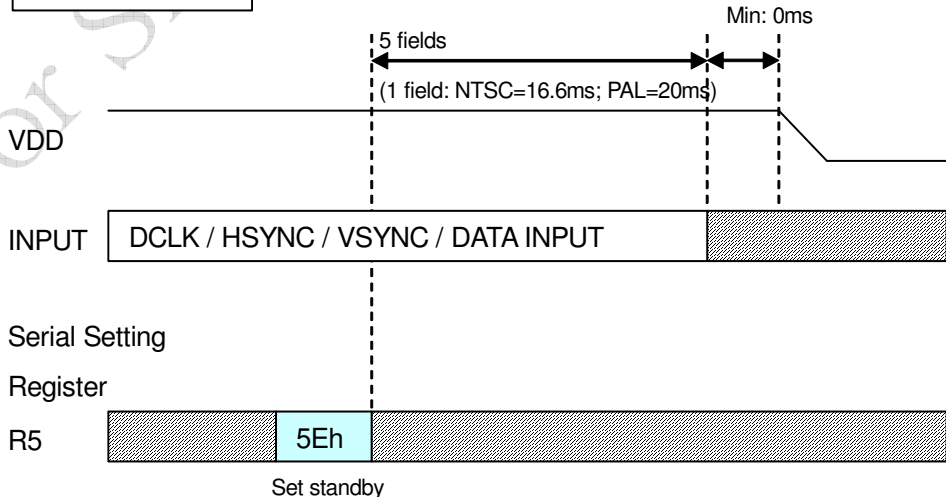 Min: 0ms
5 fields
(1 field: NTSC=16.6ms; PAL=20ms)
VDD
INPUT DCLK / HSYNC / VSYNC / DATA INPUT
Serial Setting
Register
R5 5Eh
Set standby